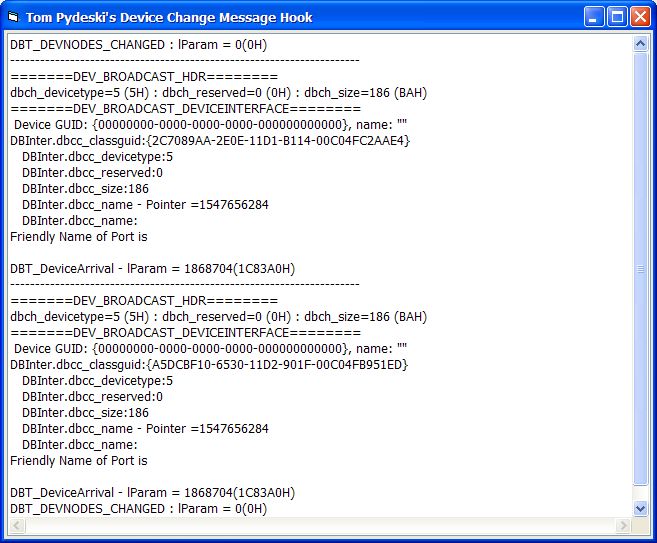 Tom Pydeski's Device Change Message Hook
DBT_DEVNODES_CHANGED : lParam = 0(0H)
------------------------------------------------------------------------
=======DEV_BROADCAST_HDR========
dbch_devicetype=5 (5H) : dbch_reserved=0 (0H) : dbch_size=186 (BAH)
=======DEV_BROADCAST_DEVICEINTERFACE========
Device GUID: {00000000-0000-0000-0000-000000000000}, name: ""
DBInter.dbcc_classguid:{2C7089AA-2E0E-11D1-B114-00C04FC2AAE4}
DBInter.dbcc_devicetype:5
DBInter.dbcc_reserved:0
DBInter.dbcc_size:186
DBInter.dbcc_name - Pointer =1547656284
DBInter.dbcc_name:
Friendly Name of Port is
DBT_DeviceArrival - lParam = 1868704(1C83A0H)
------------------------------------------------------------------------
=======DEV_BROADCAST_HDR========
dbch_devicetype=5 (5H) : dbch_reserved=0 (0H) : dbch_size=186 (BAH)
=======DEV_BROADCAST_DEVICEINTERFACE========
Device GUID: {00000000-0000-0000-0000-000000000000}, name: ""
DBInter.dbcc_classguid:{A5DCBF10-6530-11D2-901F-00C04FB951ED}
DBInter.dbcc_devicetype:5
DBInter.dbcc_reserved:0
DBInter.dbcc_size:186
DBInter.dbcc_name - Pointer =1547656284
DBInter.dbcc_name:
Friendly Name of Port is
DBT_DeviceArrival - lParam = 1868704(1C83A0H)
DBT_DEVNODES_CHANGED : lParam = 0(0H)